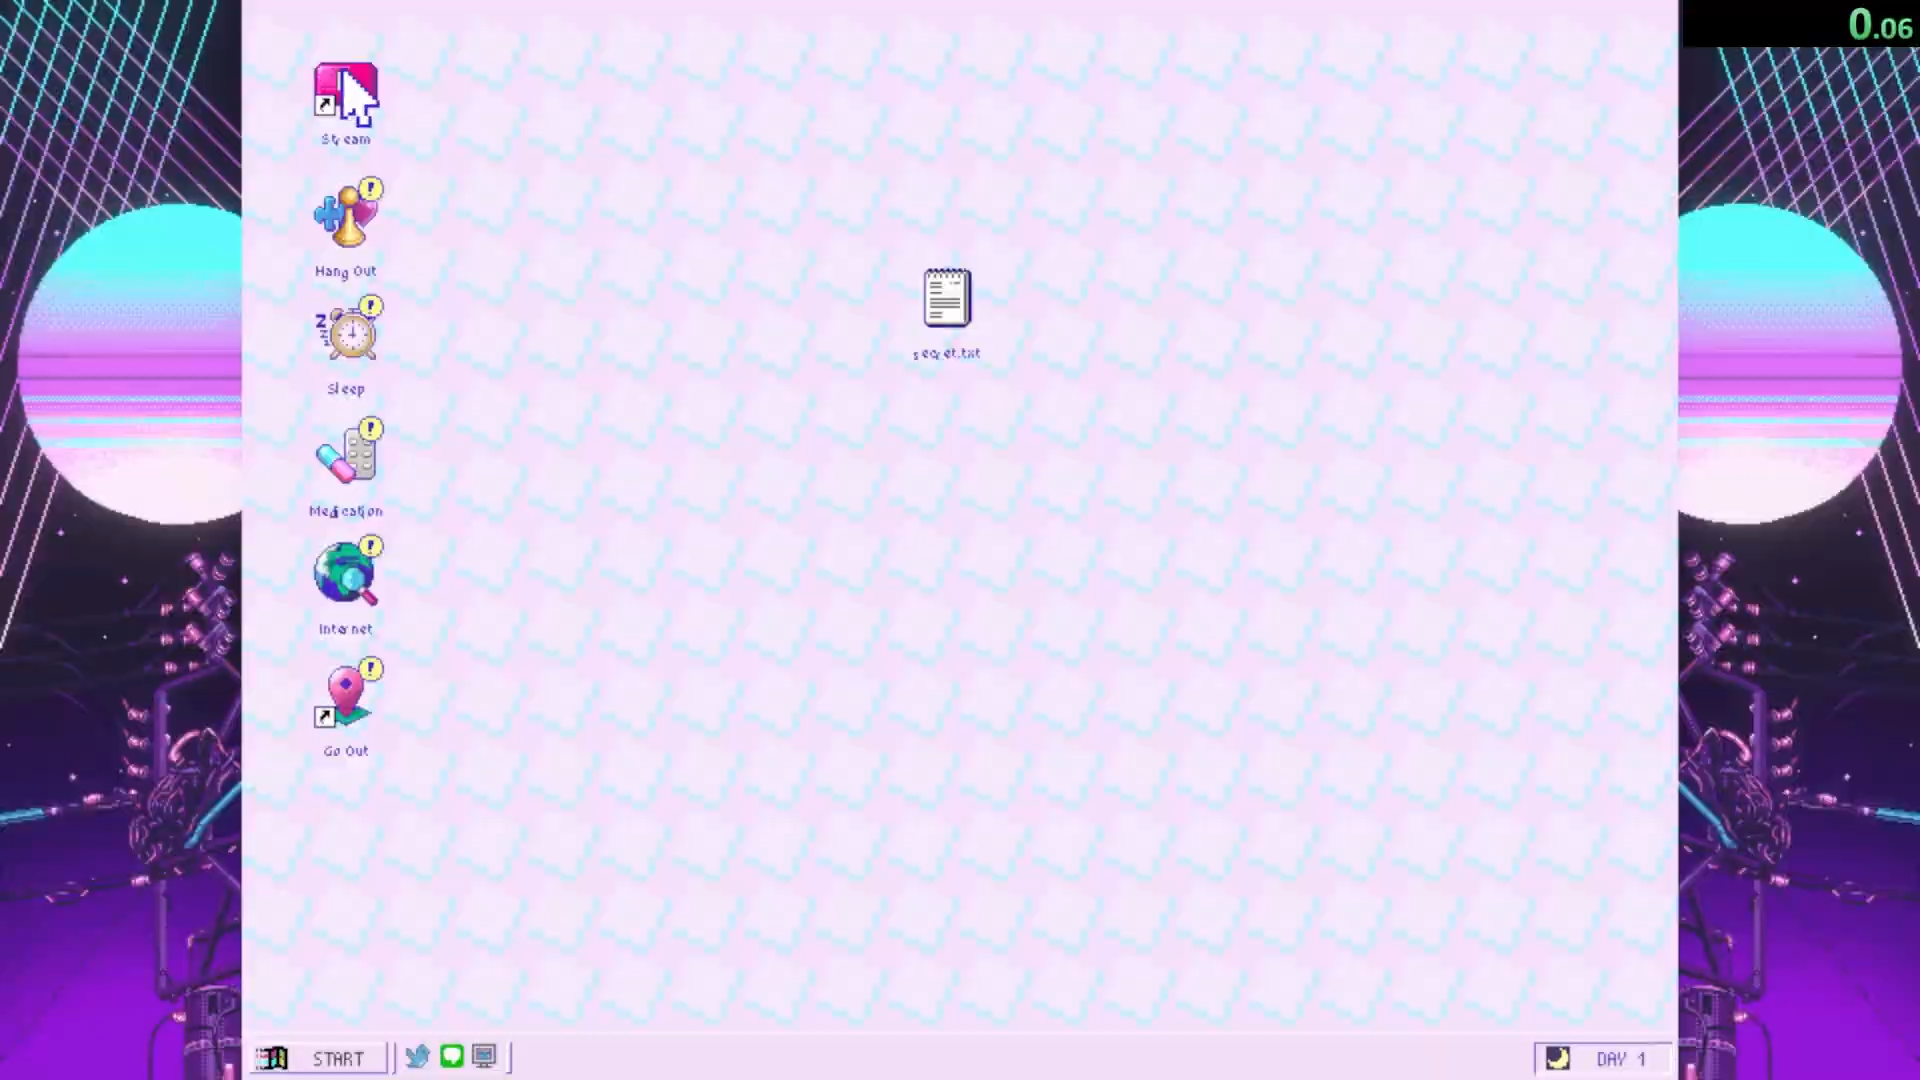 0.06
Stream
Hang Out
Sleep
Medication
Internet
Go Out
secret.txt
START
DAY 1